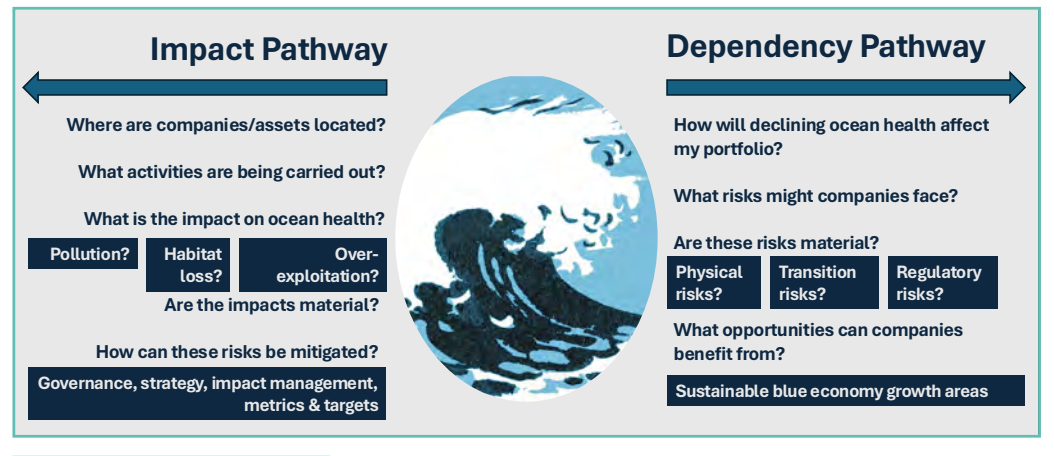 Impact Pathway
Where are companies/assets located?
What activities are being carried out?
What is the impact on ocean health?
Pollution?
Habitat
loss?
Over-
exploitation?
Are the impacts material?
How can these risks be mitigated?
Governance, strategy, impact management,
metrics & targets
Dependency Pathway
How will declining ocean health affect
my portfolio?
What risks might companies face?
Are these risks material?
Physical
risks?
Transition
risks?
Regulatory
risks?
What opportunities can companies
benefit from?
Sustainable blue economy growth areas